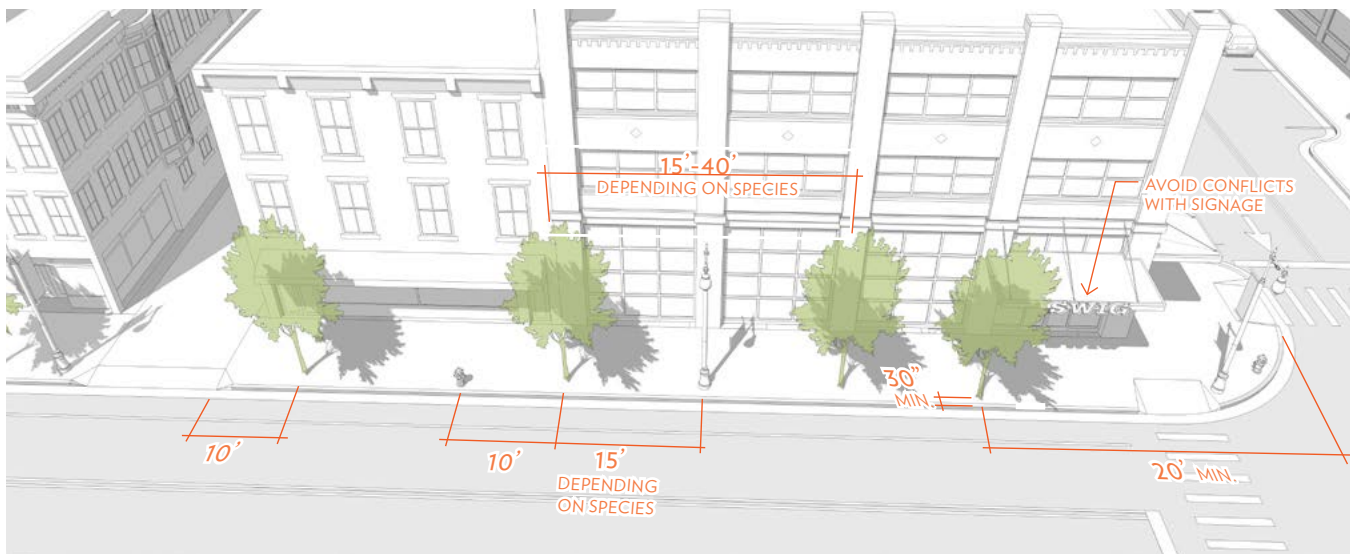 15’-40’
DEPENDING ON SPECIES
AVOID CONFLICTS
WITH SIGNAGE
SWIG
30”
MIN.
10’
10’
15’
DEPENDING
ON SPECIES
20’ MIN.